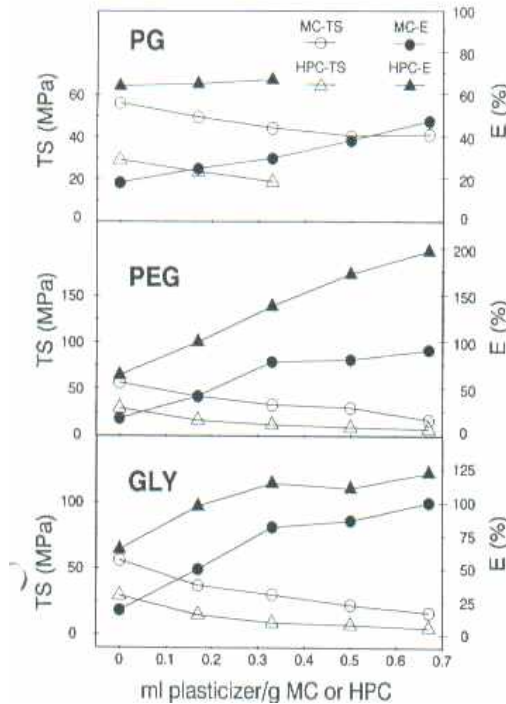 PG
MC-TS MC-E
HPC-TS HPC-E
TS (MPa)
60
40
20
0
100
80
60
40
20
0
E (%)
PEG
TS (MPa)
150
100
50
0
200
150
100
50
0
E (%)
GLY
TS (MPa)
100
50
0
125
100
75
50
25
0
E (%)
0 0.1 0.2 0.3 0.4 0.5 0.6 0.7
ml plasticizer/g MC or HPC